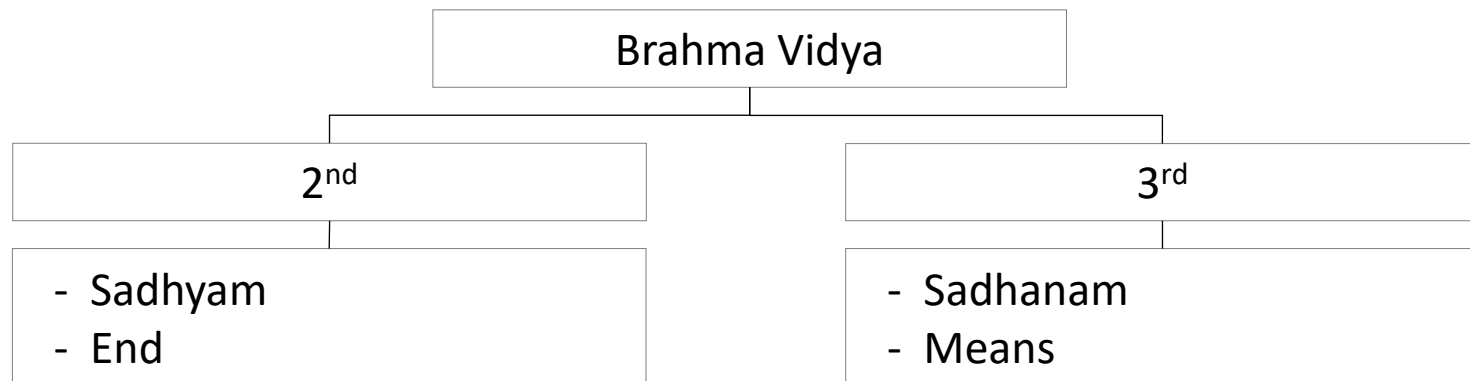 Brahma Vidya
2nd
3rd
- Sadhyam
- End
- Sadhanam
- Means